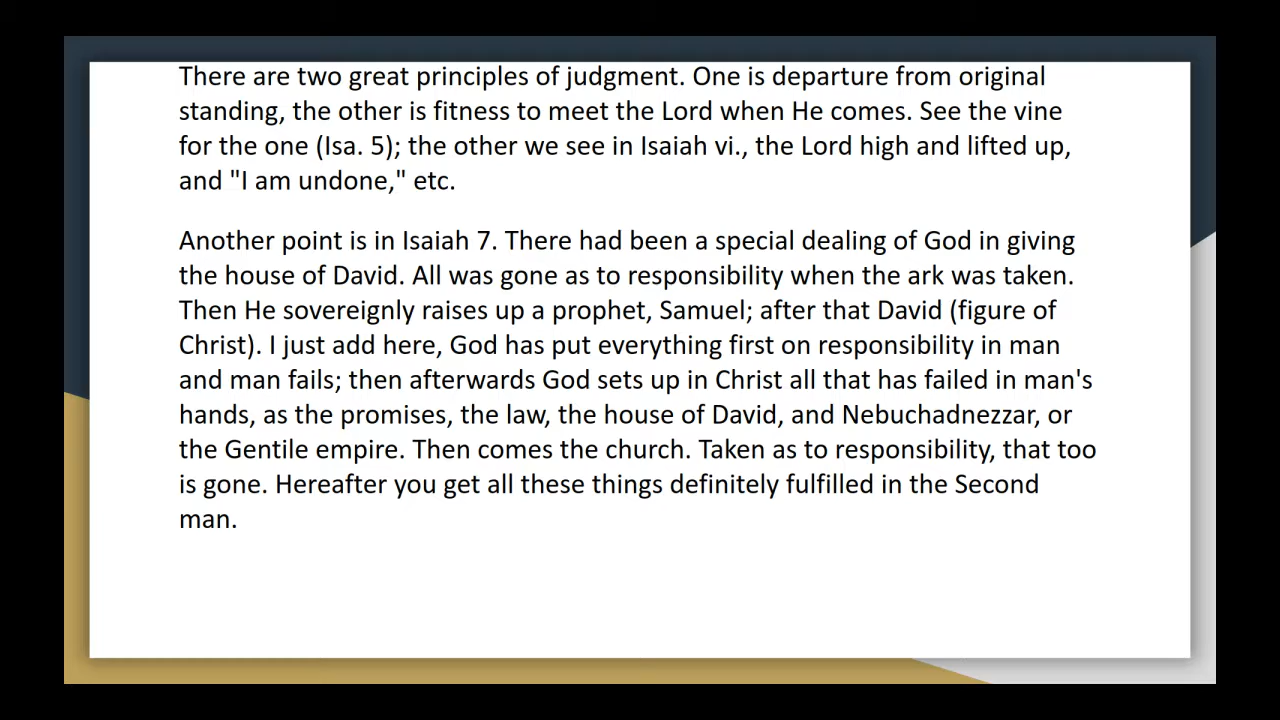 There are two great principles of judgment. One is departure from original
standing, the other is fitness to meet the Lord when He comes. See the vine
for the one (Isa. 5); the other we see in Isaiah vi., the Lord high and lifted up,
and "I am undone," etc.
Another point is in Isaiah 7. There had been a special dealing of God in giving
the house of David. All was gone as to responsibility when the ark was taken.
Then He sovereignly raises up a prophet, Samuel; after that David (figure of
Christ). I just add here, God has put everything first on responsibility in man
and man fails; then afterwards God sets up in Christ all that has failed in man's
hands, as the promises, the law, the house of David, and Nebuchadnezzar, or
the Gentile empire. Then comes the church. Taken as to responsibility, that too
is gone. Hereafter you get all these things definitely fulfilled in the Second
man.